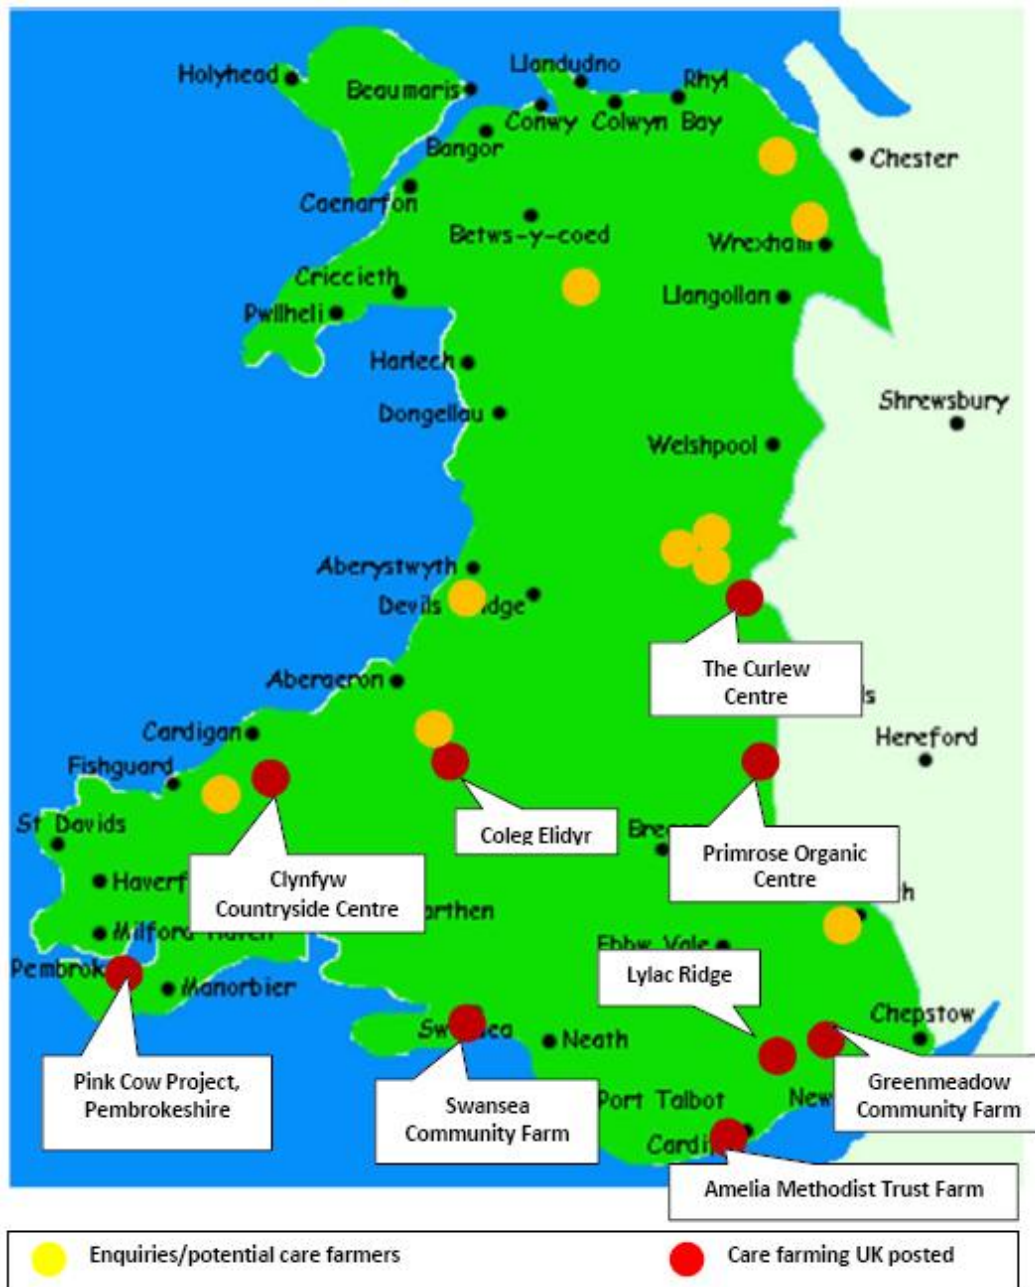 Llandudno
Rhyl
Holyhead
Beaumaris
Conwy
Colwyn Bay
Bangor
Chester
Caenarfon
Betws-y-coed
Wrexham
Criccieth
Llangollan
Pwllheli
Harlech
Dongellau
Shrewsbury
Welshpool
Aberystwyth
Devils
The Curlew
Centre
Aberaeron
Cardigan
Hereford
Fishguard
St Davids
Coleg Elidyr
Primrose Organic
Centre
Clynfyw
Countryside Centre
Ebbw Vale
Lylac Ridge
Manorbier
Chepstow
Neath
Pink Cow Project,
Pembrokeshire
Swansea
Community Farm
Greenmeadow
Community Farm
Port Talbot
Amelia Methodist Trust Farm
Enquiries/potential care farmers
Care farming UK posted